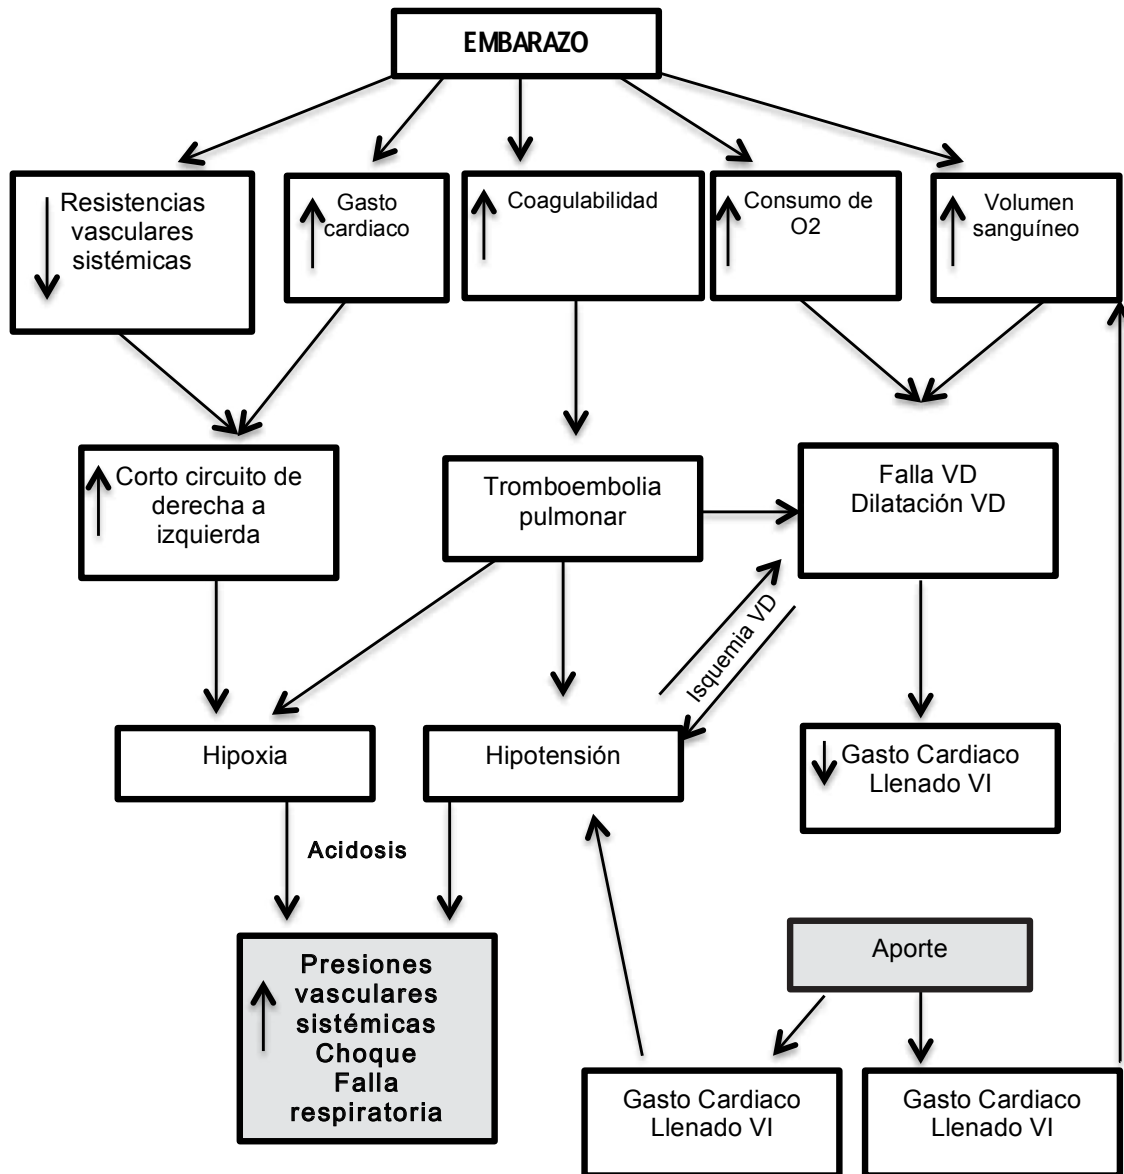 EMBARAZO
Resistencias
vasculares
sistémicas
Gasto
cardiaco
Coagulabilidad
Consumo de
O2
Volumen
sanguíneo
Corto circuito de
derecha a
izquierda
Tromboembolia
pulmonar
Falla VD
Dilatación VD
Isquemia VD
Hipoxia
Hipotensión
Gasto Cardiaco
Llenado VI
Acidosis
Presiones
vasculares
sistémicas
Choque
Falla
respiratoria
Aporte
Gasto Cardiaco
Llenado VI
Gasto Cardiaco
Llenado VI